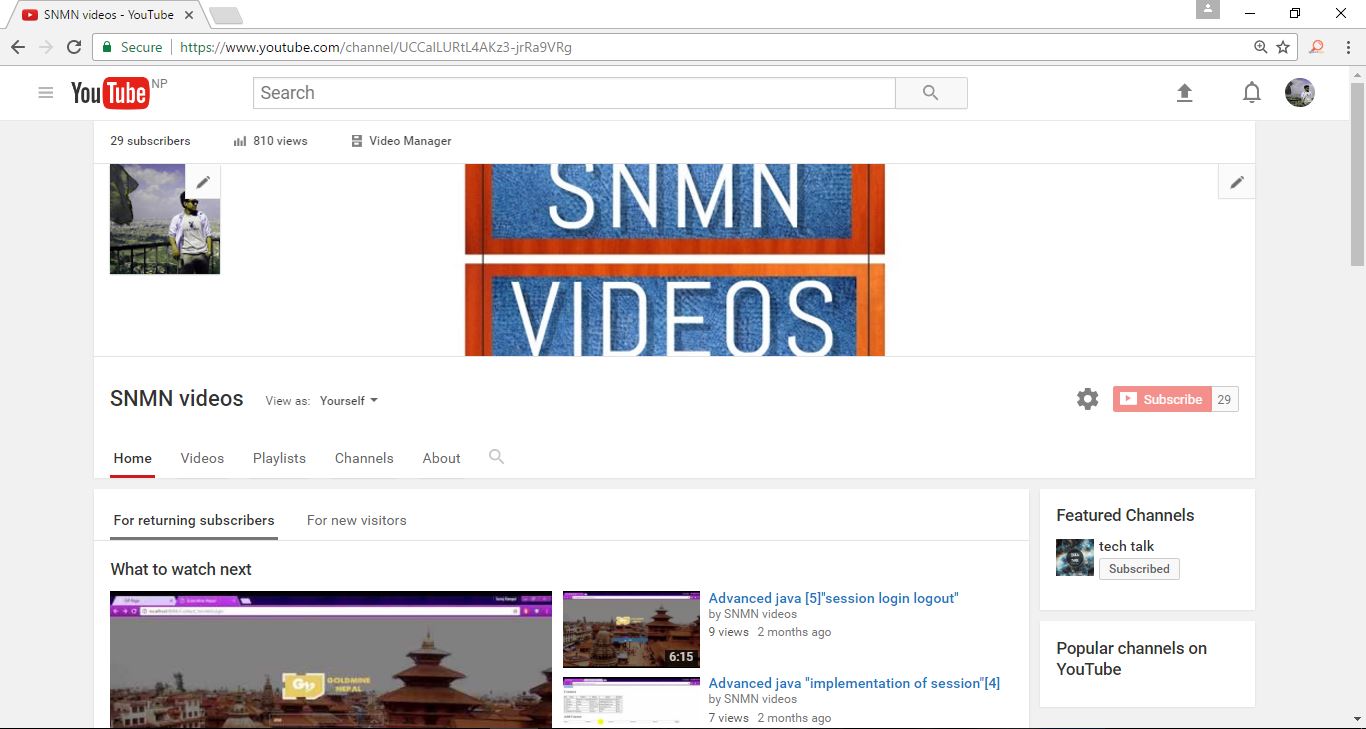 SNMN videos - YouTube
Secure https://www.youtube.com/channel/UCCalLURtL4AKz3-jrRa9VRg
YouTube NP
Search
29 subscribers 810 views Video Manager
SNMN
VIDEOS
SNMN videos View as: Yourself
Subscribe 29
Home Videos Playlists Channels About
For returning subscribers For new visitors
What to watch next
GOLDMINE
NEPAL
Advanced java [5]"session login logout"
by SNMN videos
9 views 2 months ago
6:15
Advanced java "implementation of session"[4]
by SNMN videos
7 views 2 months ago
Featured Channels
tech talk
Subscribed
Popular channels on
YouTube